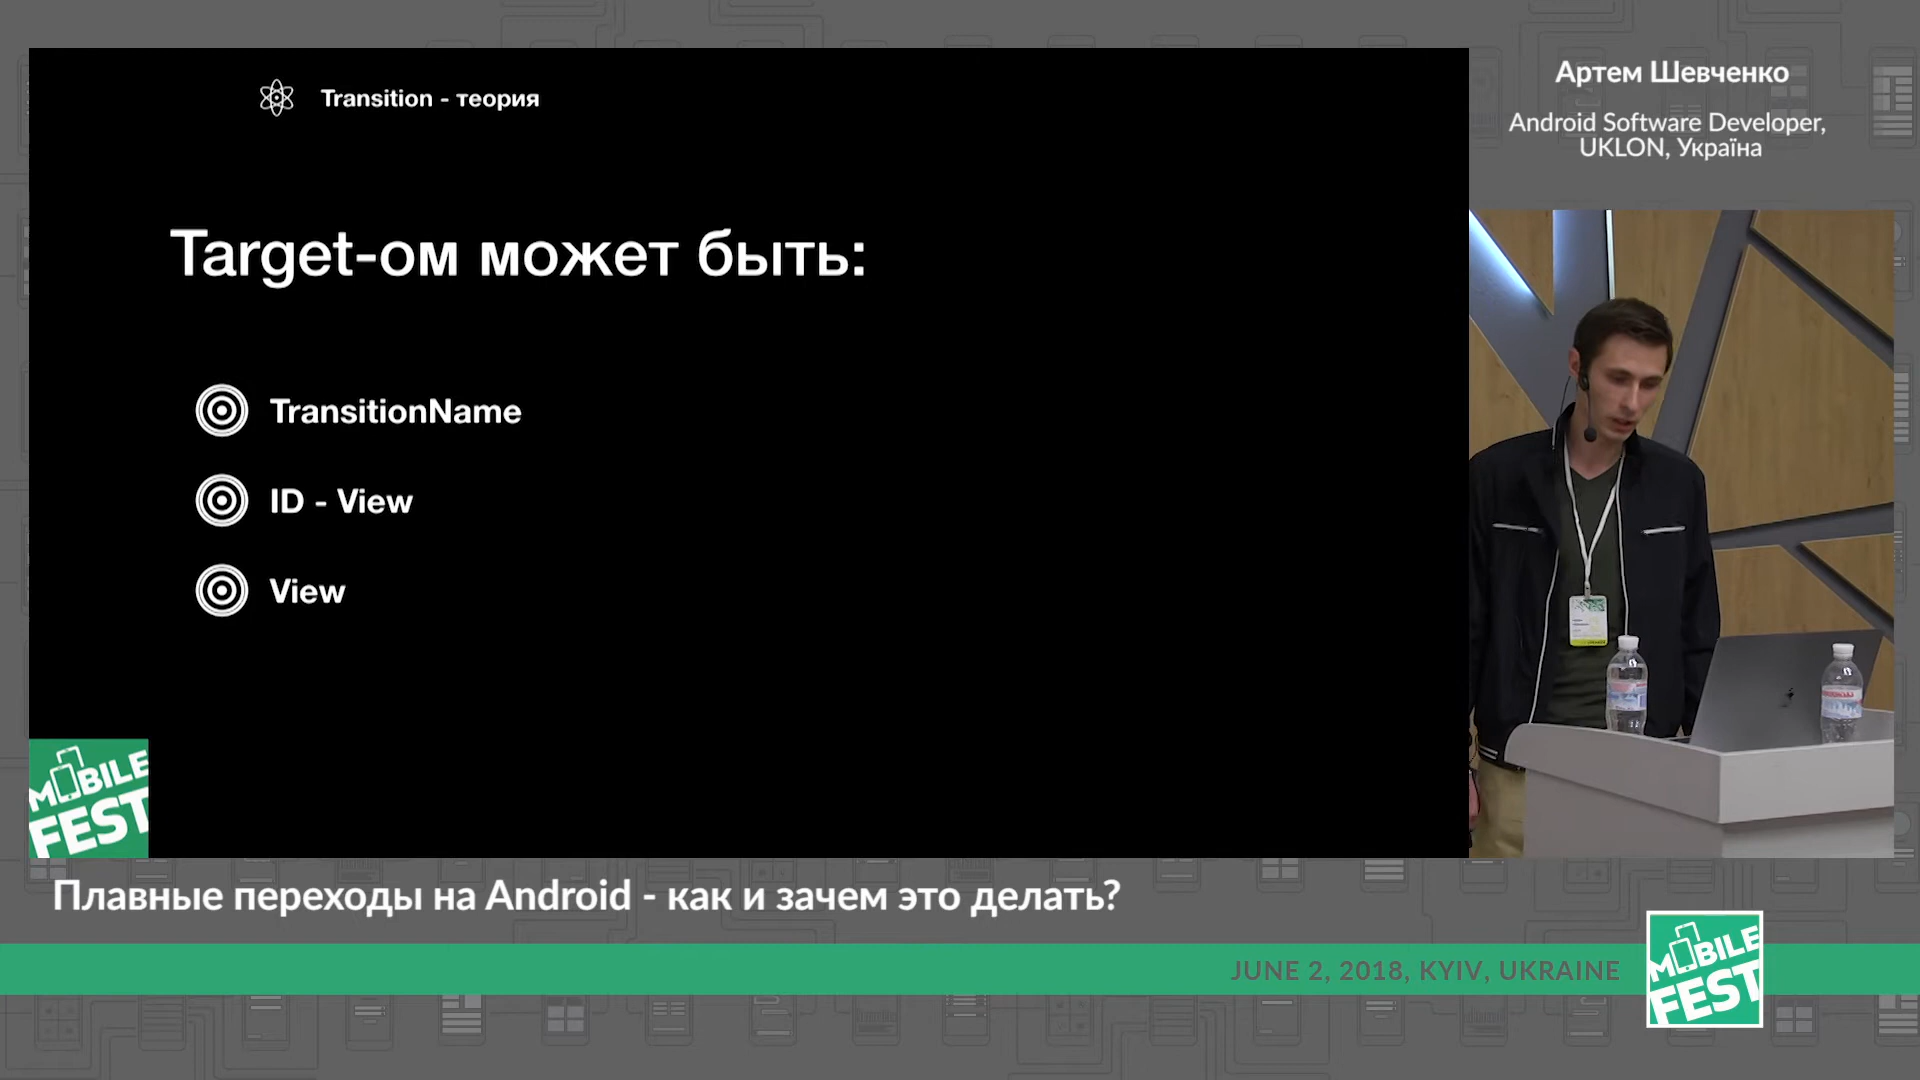 Transition - теория
Target-ом может быть:
TransitionName
ID - View
View
MOBILE
FEST
Артем Шевченко
Android Software Developer,
UKLON, Україна
Плавные переходы на Android - как и зачем это делать?
JUNE 2, 2018, KYIV, UKRAINE
MOBILE
FEST